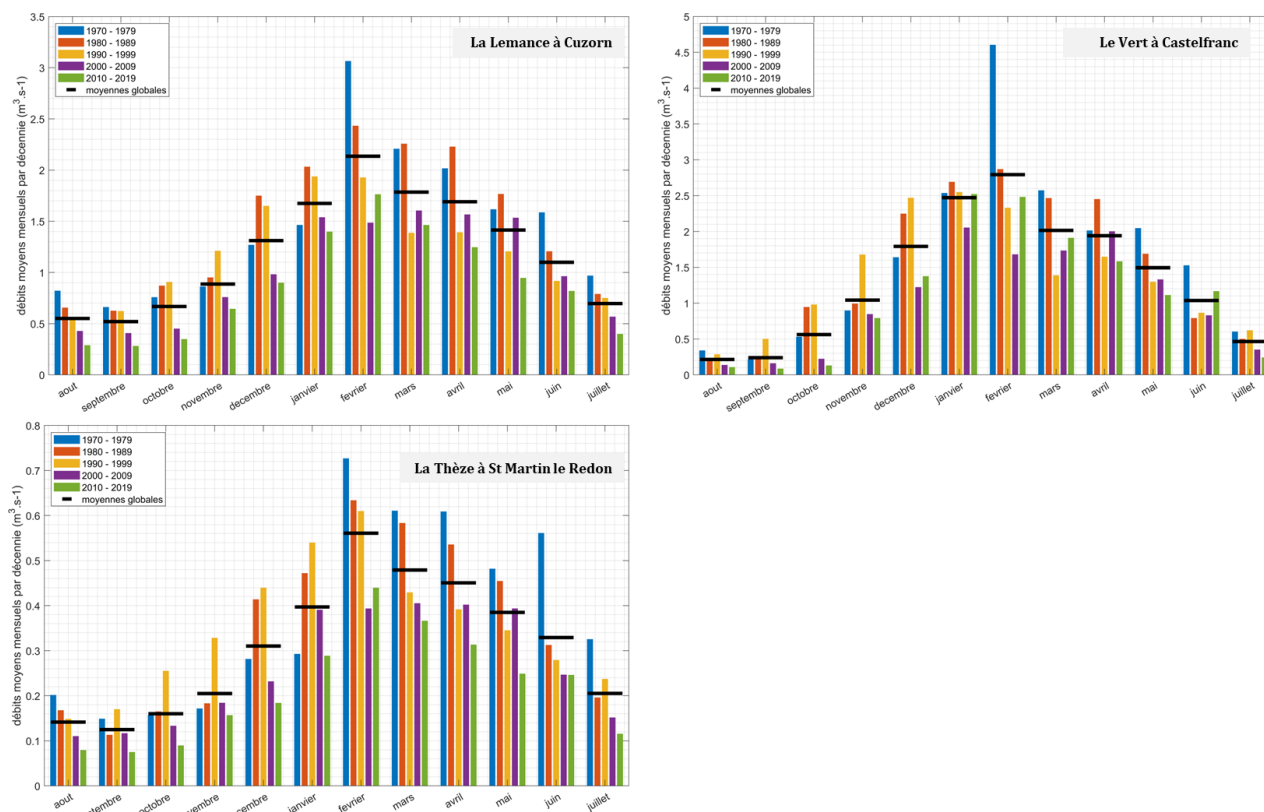 La Lemance à Cuzorn
débits moyens mensuels par décennie (m³.s-1)
3.5
3
2.5
2
1.5
1
0.5
0
1970 - 1979
1980 - 1989
1990 - 1999
2000 - 2009
2010 - 2019
moyennes globales
aout septembre octobre novembre decembre janvier fevrier mars avril mai juin juillet
Le Vert à Castelfranc
débits moyens mensuels par décennie (m³.s-1)
5
4.5
4
3.5
3
2.5
2
1.5
1
0.5
0
1970 - 1979
1980 - 1989
1990 - 1999
2000 - 2009
2010 - 2019
moyennes globales
aout septembre octobre novembre decembre janvier fevrier mars avril mai juin juillet
La Thèze à St Martin le Redon
débits moyens mensuels par décennie (m³.s-1)
0.8
0.7
0.6
0.5
0.4
0.3
0.2
0.1
0
1970 - 1979
1980 - 1989
1990 - 1999
2000 - 2009
2010 - 2019
moyennes globales
aout ptembre octobre ovembre ecembre janvier fevrier mars avril mai juin juillet